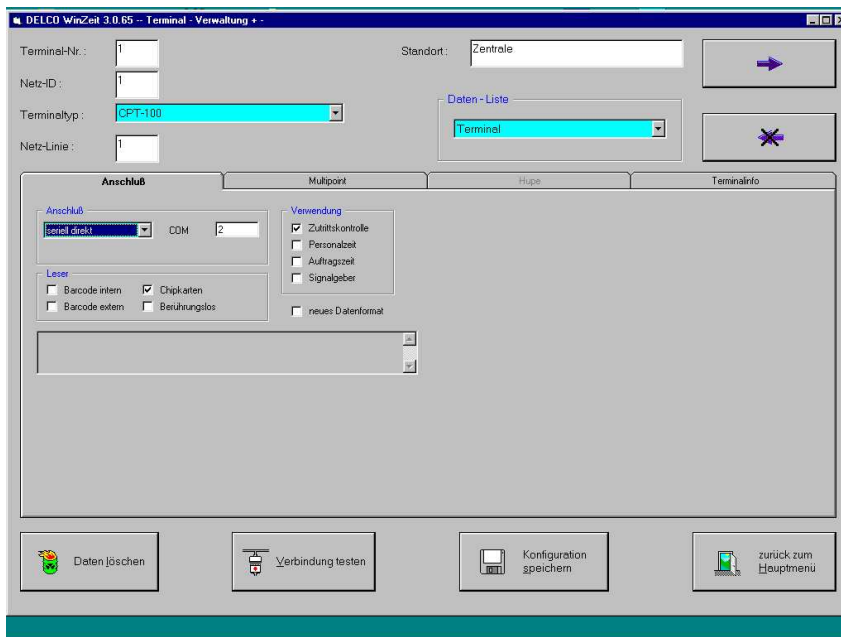 DELCO WinZeit 3.0.65 -- Terminal - Verwaltung + -
Terminal-Nr. : 1
Standort : Zentrale
Netz-ID : 1
Terminaltyp : CPT-100
Daten - Liste
Terminal
Netz-Linie : 1
Anschluß Multipoint Hupe Terminalinfo
Anschluß
seriell direkt COM 2
Verwendung
Zutrittskontrolle
Personalzeit
Auftragszeit
Signalgeber
Leser
Barcode intern Chipkarten
Barcode extern Berührungslos
neues Datenformat
Daten löschen
Verbindung testen
Konfiguration
speichern
zurück zum
Hauptmenü